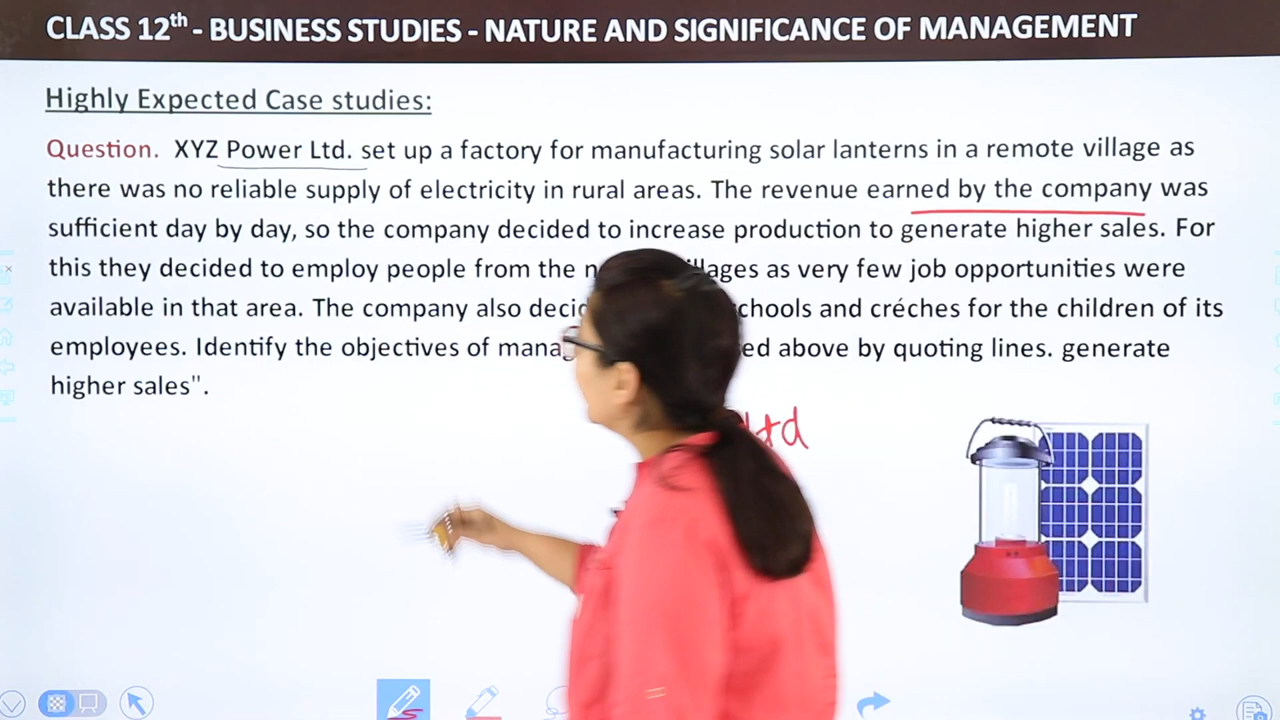 CLASS 12th - BUSINESS STUDIES - NATURE AND SIGNIFICANCE OF MANAGEMENT
Highly Expected Case studies:
Question. XYZ Power Ltd. set up a factory for manufacturing solar lanterns in a remote village as
there was no reliable supply of electricity in rural areas. The revenue earned by the company was
sufficient day by day, so the company decided to increase production to generate higher sales. For
this they decided to employ people from the as very few job opportunities were
available in that area. The company also and créches for the children of its
employees. Identify the objectives of above by quoting lines. generate
higher sales".